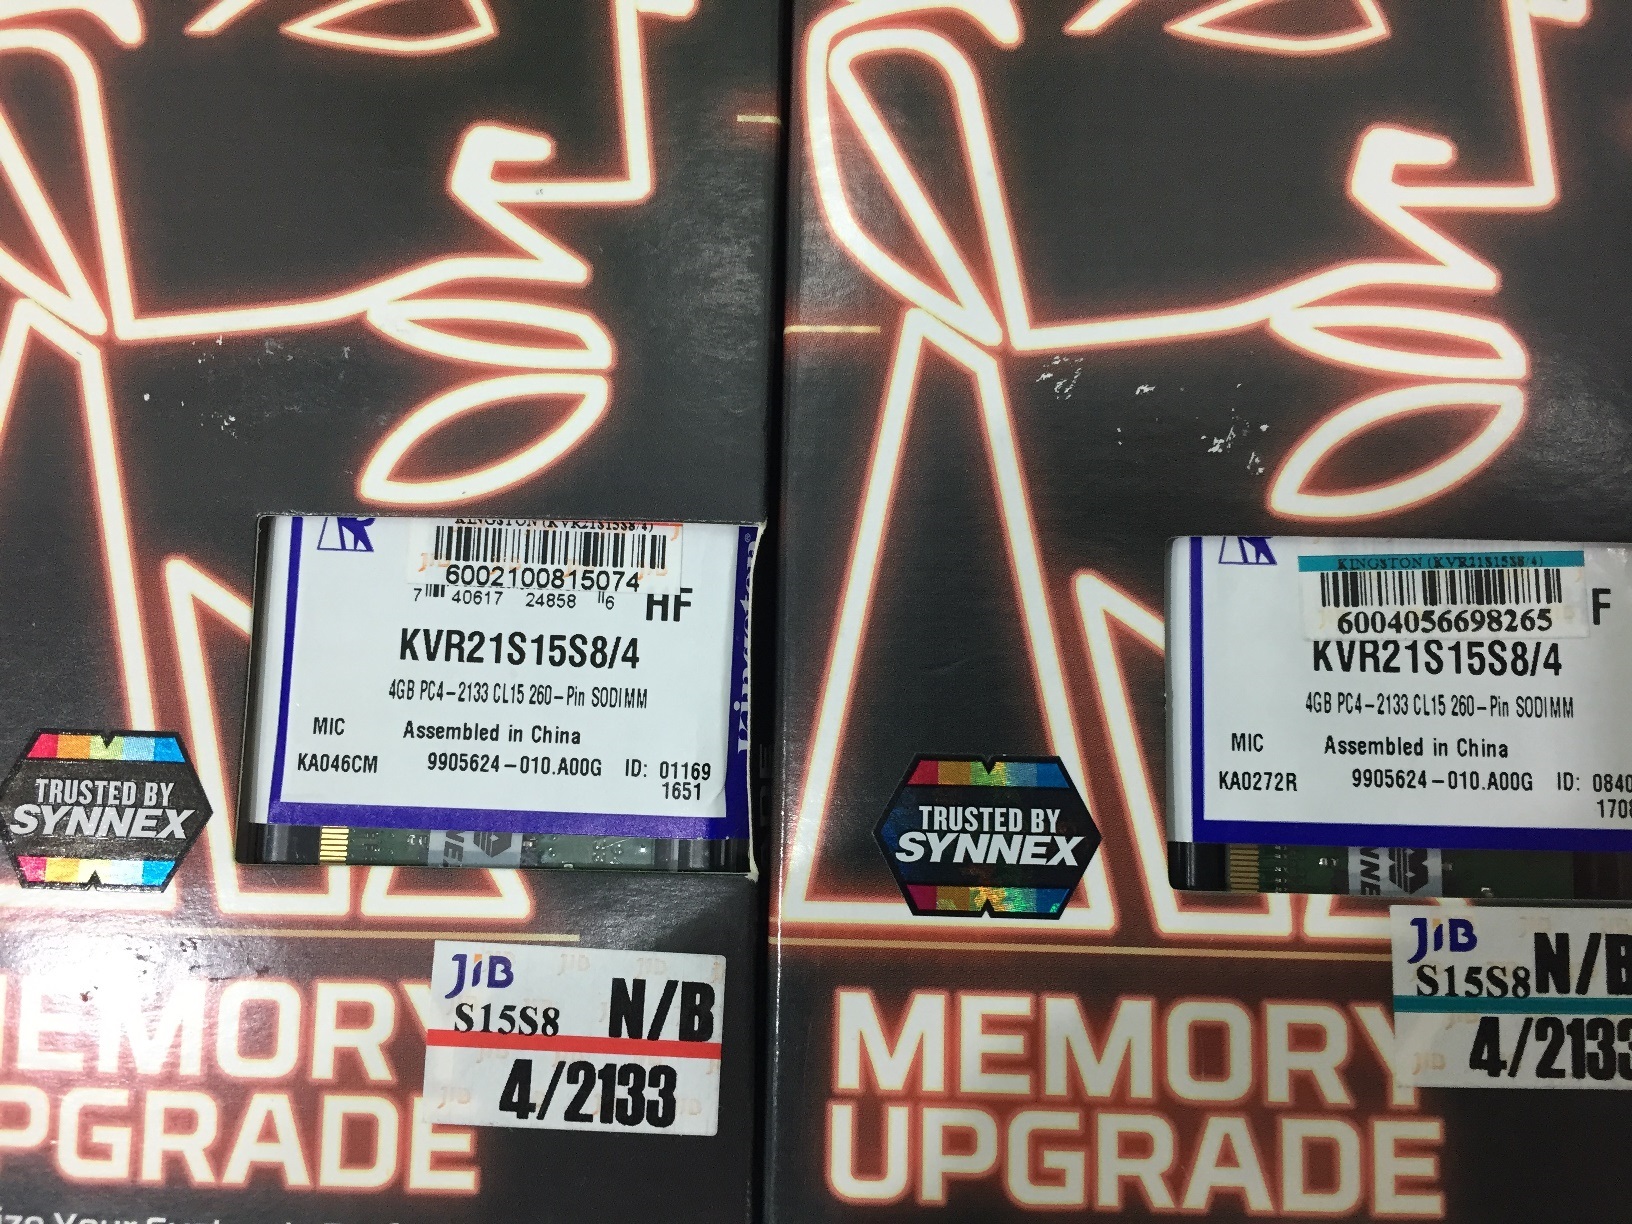 KINGSTON (KVR21S15S8/4)
6002100815074
7 40617 24858 6
HF
KVR21S15S8/4
4GB PC4-2133 CL15 260-Pin SODIMM
MIC Assembled in China
KA046CM 9905624-010.A00G ID: 01169
1651
TRUSTED BY
SYNNEX
JIB
S15S8 N/B
4/2133
MEMORY
UPGRADE
KINGSTON (KVR21S15S8/4)
6004056698265
F
KVR21S15S8/4
4GB PC4-2133 CL15 260-Pin SODIMM
MIC Assembled in China
KA0272R 9905624-010.A00G ID: 0840
1708
TRUSTED BY
SYNNEX
JIB
S15S8 N/B
4/2133
MEMORY
UPGRADE